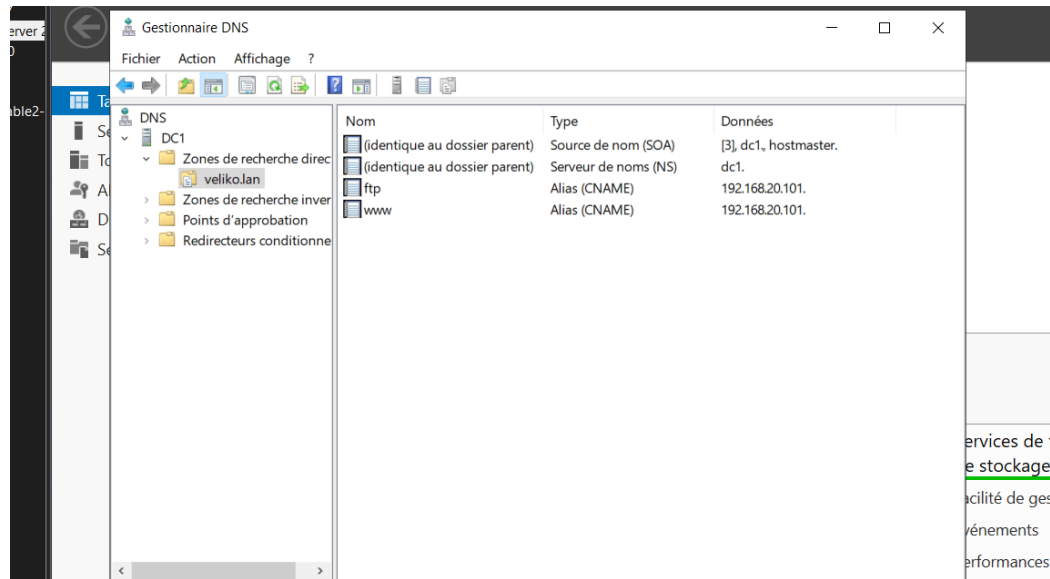 Gestionnaire DNS
Fichier Action Affichage ?
DNS
DC1
Zones de recherche direc
veliko.lan
Zones de recherche inver
Points d'approbation
Redirecteurs conditionne
Nom Type Données
(identique au dossier parent) Source de nom (SOA) [3], dc1., hostmaster.
(identique au dossier parent) Serveur de noms (NS) dc1.
ftp Alias (CNAME) 192.168.20.101.
www Alias (CNAME) 192.168.20.101.
erver 2
able2-
Ta
Se
To
A
D
Se
ervices de
e stockage
acilité de ges
vénements
erformances